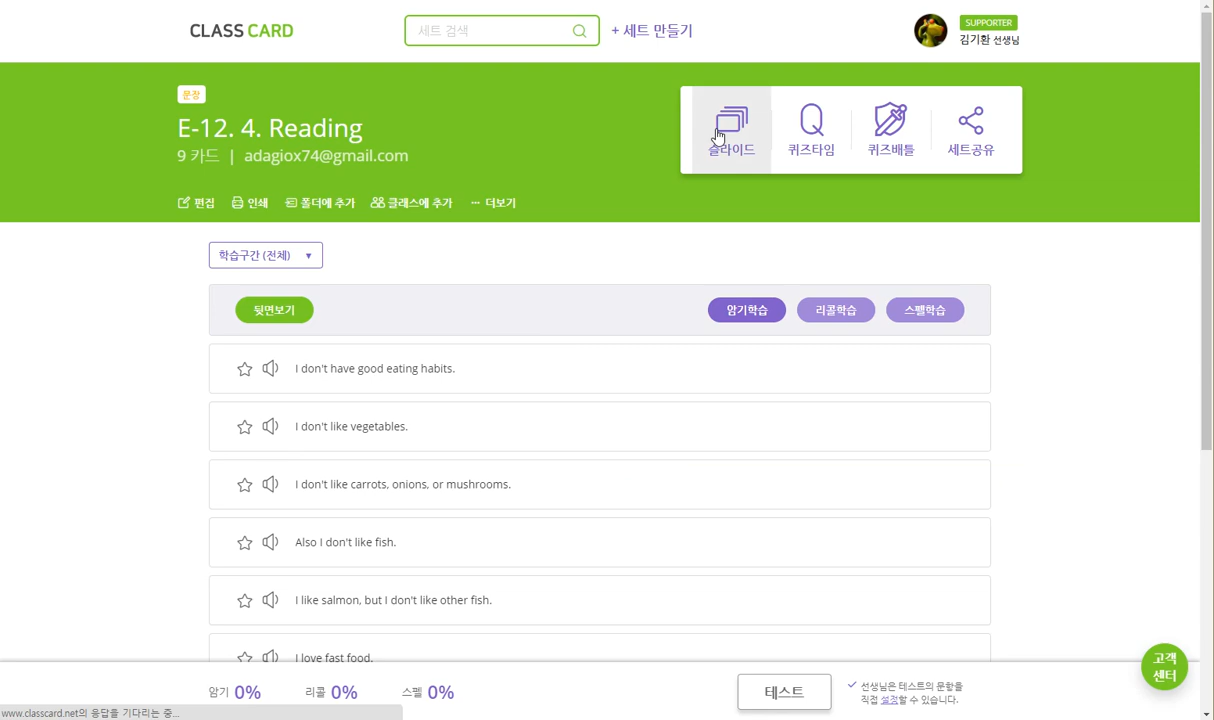 CLASS CARD
세트 검색
+ 세트 만들기
SUPPORTER
김기환 선생님
문장
E-12. 4. Reading
9 카드 | adagiox74@gmail.com
슬라이드
퀴즈타임
퀴즈배틀
세트공유
편집
인쇄
폴더에 추가
클래스에 추가
··· 더보기
학습구간 (전체) ▼
뒷면보기
암기학습
리콜학습
스펠학습
I don't have good eating habits.
I don't like vegetables.
I don't like carrots, onions, or mushrooms.
Also I don't like fish.
I like salmon, but I don't like other fish.
I love fast food.
고객
센터
암기 0%
리콜 0%
스펠 0%
테스트
선생님은 테스트의 문항을
직접 설정할 수 있습니다.
www.classcard.net의 응답을 기다리는 중...